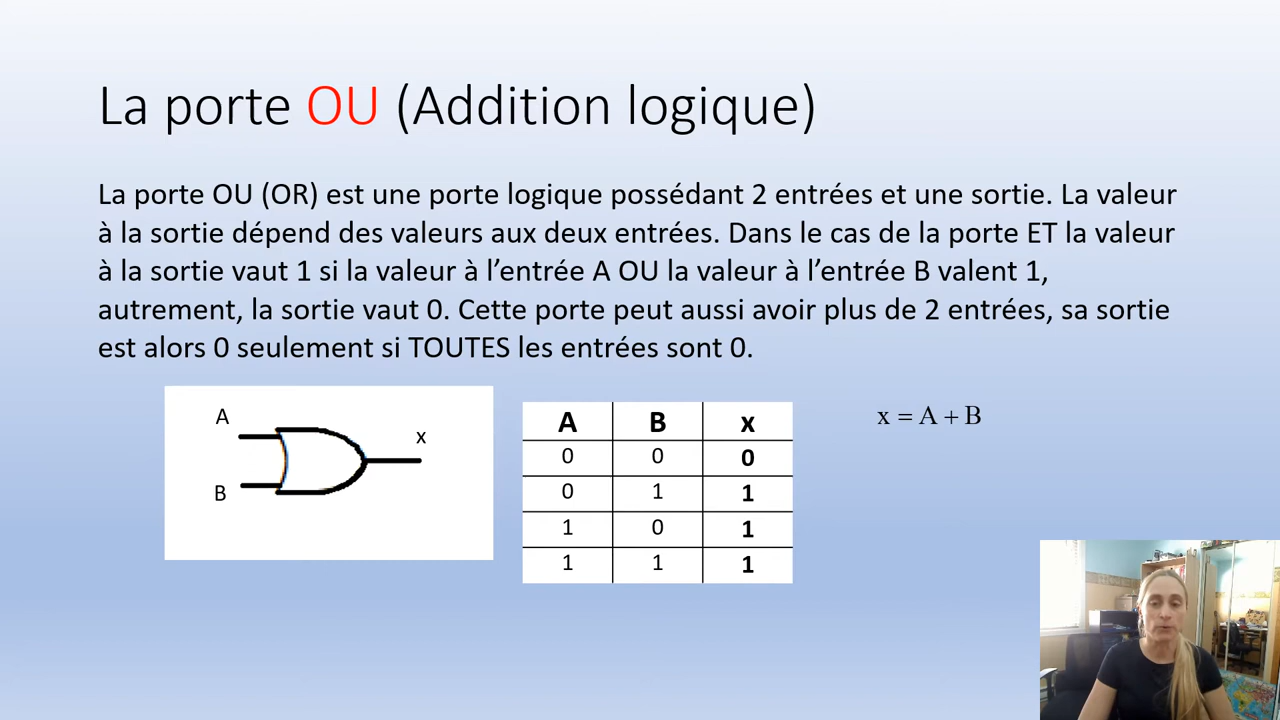 La porte OU (Addition logique)
La porte OU (OR) est une porte logique possédant 2 entrées et une sortie. La valeur
à la sortie dépend des valeurs aux deux entrées. Dans le cas de la porte ET la valeur
à la sortie vaut 1 si la valeur à l’entrée A OU la valeur à l’entrée B valent 1,
autrement, la sortie vaut 0. Cette porte peut aussi avoir plus de 2 entrées, sa sortie
est alors 0 seulement si TOUTES les entrées sont 0.
A
x
B
A B x
0 0 0
0 1 1
1 0 1
1 1 1
x = A + B